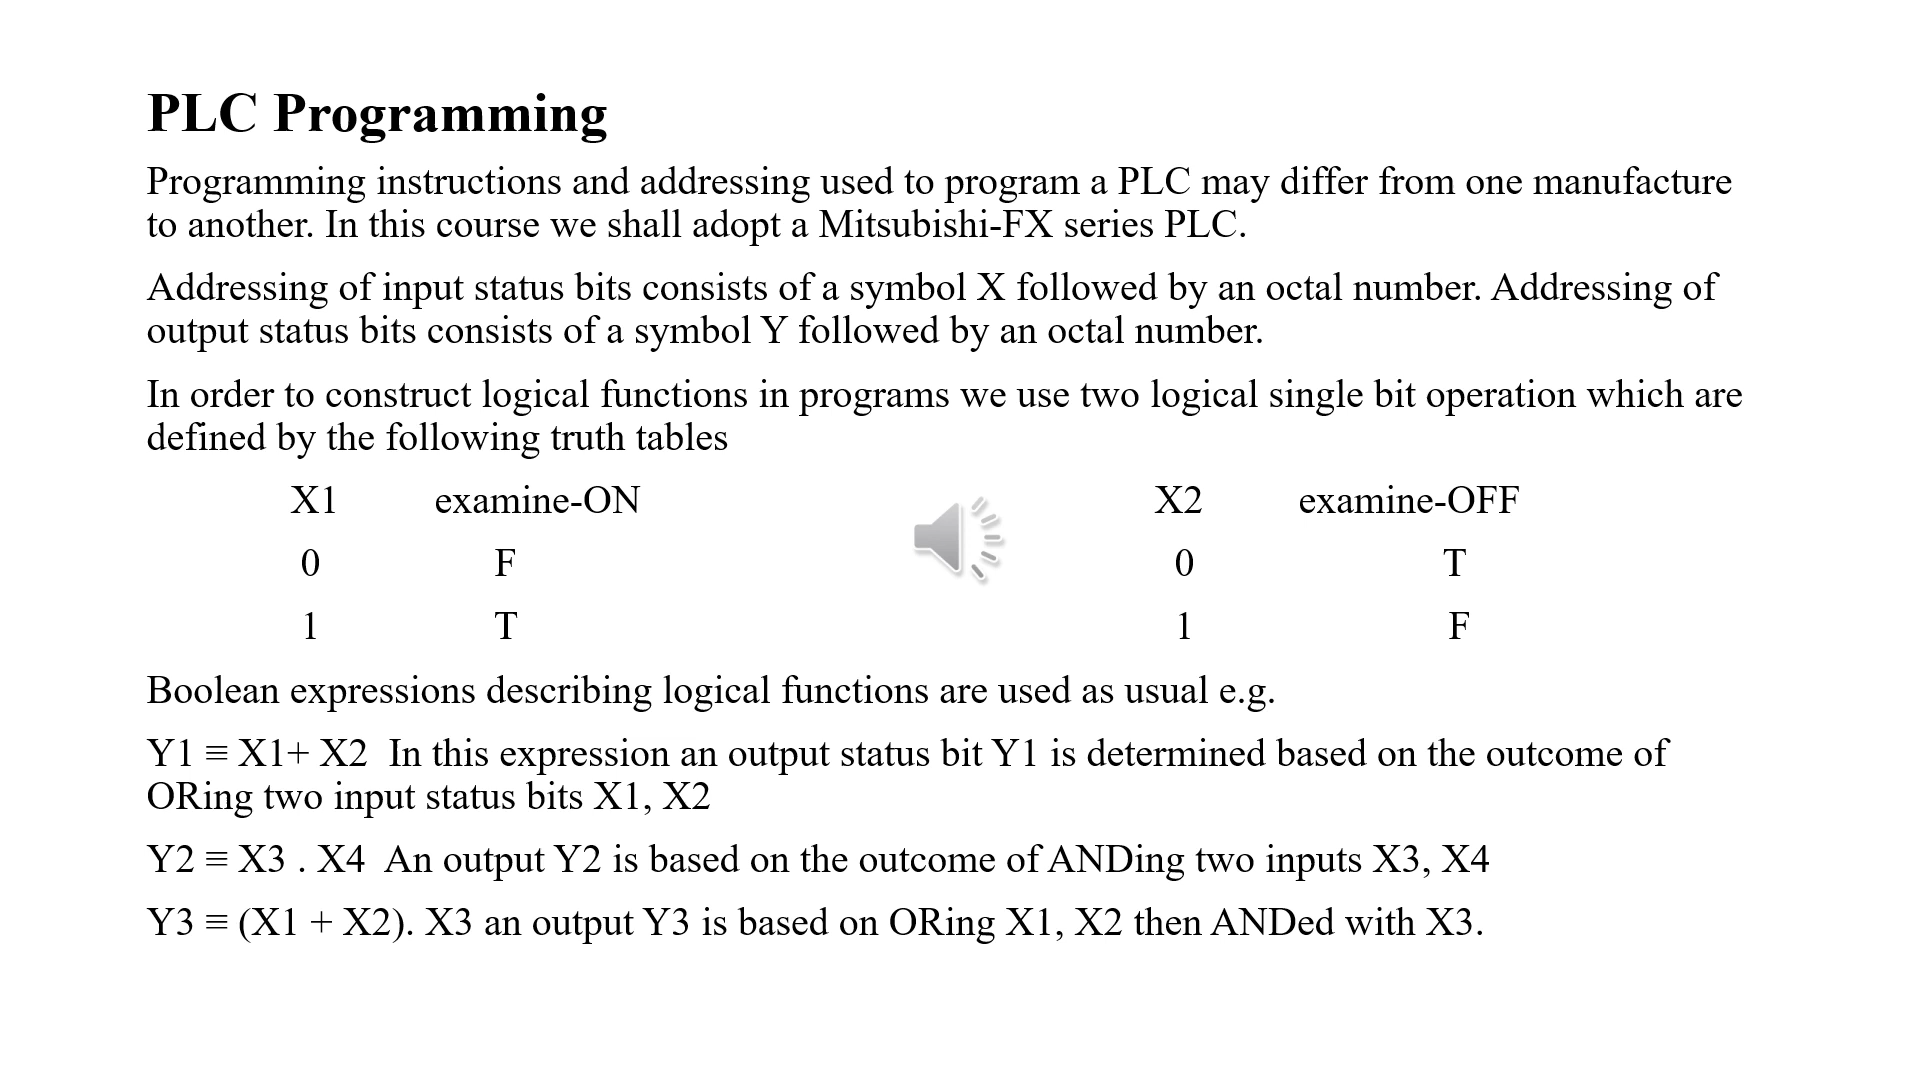 PLC Programming
Programming instructions and addressing used to program a PLC may differ from one manufacture
to another. In this course we shall adopt a Mitsubishi-FX series PLC.
Addressing of input status bits consists of a symbol X followed by an octal number. Addressing of
output status bits consists of a symbol Y followed by an octal number.
In order to construct logical functions in programs we use two logical single bit operation which are
defined by the following truth tables
X1 examine-ON X2 examine-OFF
0 F 0 T
1 T 1 F
Boolean expressions describing logical functions are used as usual e.g.
Y1 ≡ X1+ X2 In this expression an output status bit Y1 is determined based on the outcome of
ORing two input status bits X1, X2
Y2 ≡ X3 . X4 An output Y2 is based on the outcome of ANDing two inputs X3, X4
Y3 ≡ (X1 + X2). X3 an output Y3 is based on ORing X1, X2 then ANDed with X3.